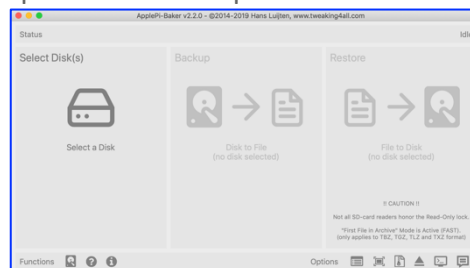 ApplePi-Baker v2.2.0 - ©2014-2019 Hans Luijten, www.tweaking4all.com
Status
Idle
Select Disk(s)
Backup
Restore
Select a Disk
Disk to File
(no disk selected)
File to Disk
(no disk selected)
!! CAUTION !!
Not all SD-card readers honor the Read-Only lock.
"First File in Archive" Mode is Active (FAST).
(only applies to TBZ, TGZ, TLZ and TXZ format)
Functions
Options